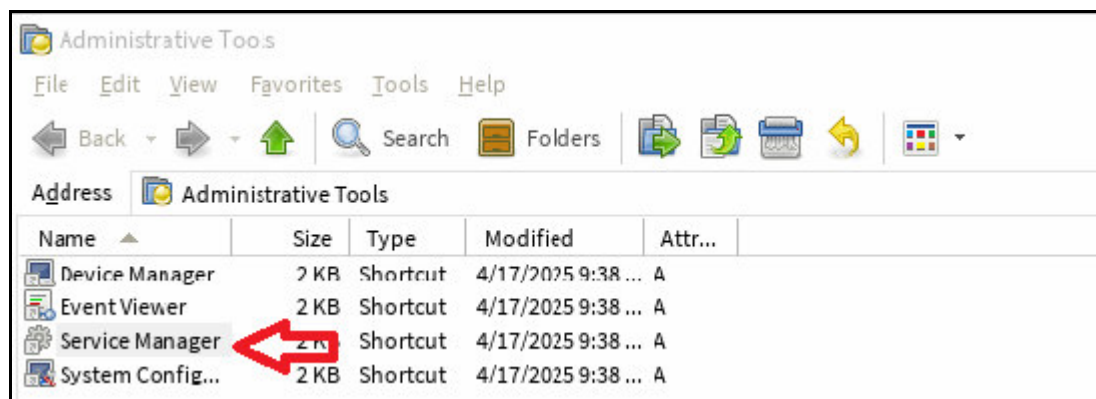 Administrative Tools
File Edit View Favorites Tools Help
Back Search Folders
Address Administrative Tools
Name Size Type Modified Attr...
Device Manager 2 KB Shortcut 4/17/2025 9:38 ... A
Event Viewer 2 KB Shortcut 4/17/2025 9:38 ... A
Service Manager 2 KB Shortcut 4/17/2025 9:38 ... A
System Config... 2 KB Shortcut 4/17/2025 9:38 ... A